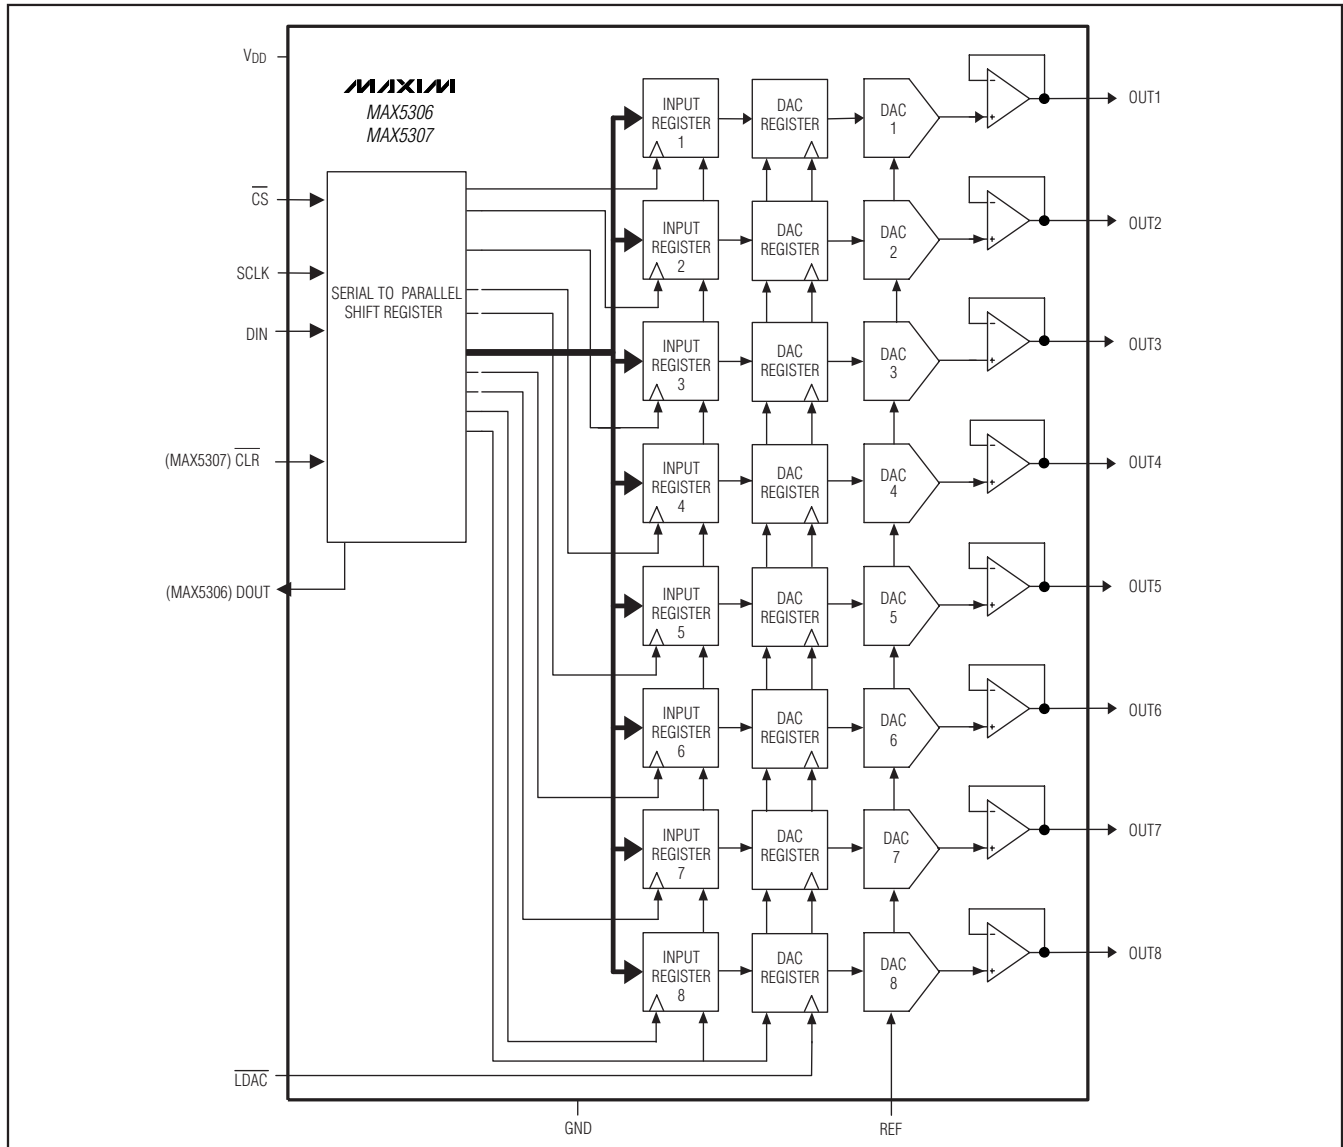 VDD
MAXIM
MAX5306
MAX5307
CS
SCLK
DIN
(MAX5307) CLR
(MAX5306) DOUT
LDAC
SERIAL TO PARALLEL
SHIFT REGISTER
INPUT
REGISTER
1
DAC
REGISTER
DAC
1
-
+
OUT1
INPUT
REGISTER
2
DAC
REGISTER
DAC
2
-
+
OUT2
INPUT
REGISTER
3
DAC
REGISTER
DAC
3
-
+
OUT3
INPUT
REGISTER
4
DAC
REGISTER
DAC
4
-
+
OUT4
INPUT
REGISTER
5
DAC
REGISTER
DAC
5
-
+
OUT5
INPUT
REGISTER
6
DAC
REGISTER
DAC
6
-
+
OUT6
INPUT
REGISTER
7
DAC
REGISTER
DAC
7
-
+
OUT7
INPUT
REGISTER
8
DAC
REGISTER
DAC
8
-
+
OUT8
GND
REF